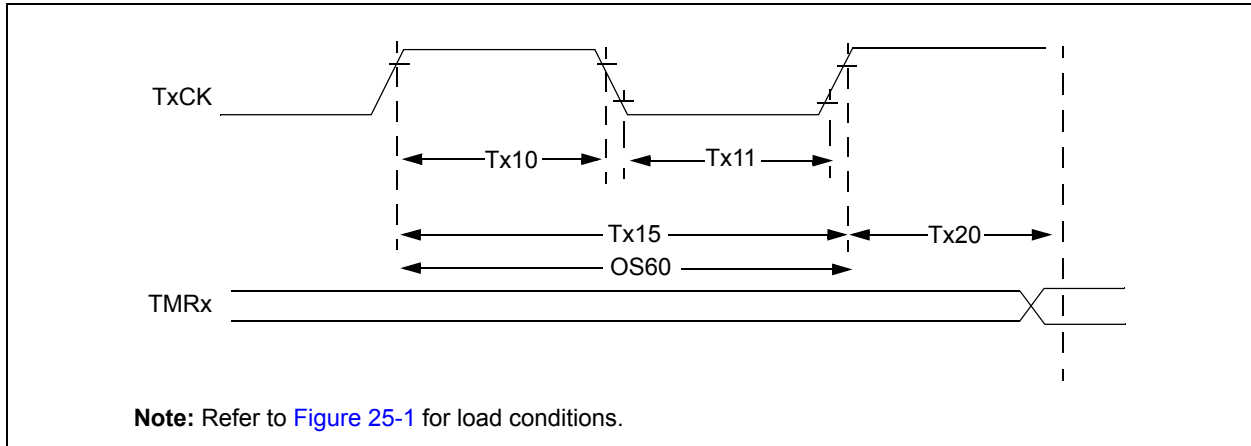 TxCK
Tx10
Tx11
Tx15
Tx20
OS60
TMRx
Note: Refer to Figure 25-1 for load conditions.